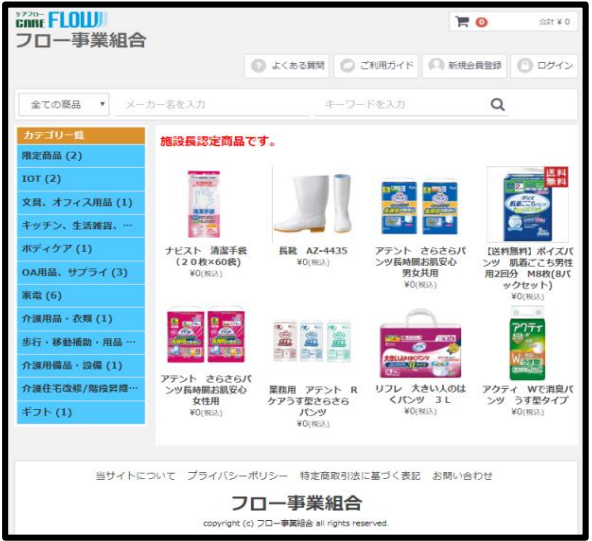 ケアフロー
CARE FLOW
フロー事業組合
0
合計 ¥ 0
よくある質問
ご利用ガイド
新規会員登録
ログイン
全ての商品 ▼
メーカー名を入力
キーワードを入力
カテゴリ一覧
限定商品 (2)
IOT (2)
文具、オフィス用品 (1)
キッチン、生活雑貨、…
ボディケア (1)
OA用品、サプライ (3)
家電 (6)
介護用品・衣類 (1)
歩行・移動補助・用品 …
介護用備品・設備 (1)
介護住宅改修/階段昇降…
ギフト (1)
施設長認定商品です。
ナビスト 清潔手袋
(20枚×60袋)
¥0(税込)
長靴 AZ-4435
¥0(税込)
アテント さらさらパ
ンツ長時間お肌安心
男女共用
¥0(税込)
送料
無料
【送料無料】ポイズパ
ンツ 肌着ごこち男性
用2回分 M8枚(8パ
ックセット)
¥0(税込)
アテント さらさらパ
ンツ長時間お肌安心
女性用
¥0(税込)
業務用 アテント R
ケアうす型さらさら
パンツ
¥0(税込)
リフレ 大きい人のは
くパンツ 3L
¥0(税込)
アクティ
アクティ Wで消臭パ
ンツ うす型タイプ
¥0(税込)
当サイトについて プライバシーポリシー 特定商取引法に基づく表記 お問い合わせ
フロー事業組合
copyright (c) フロー事業組合 all rights reserved.